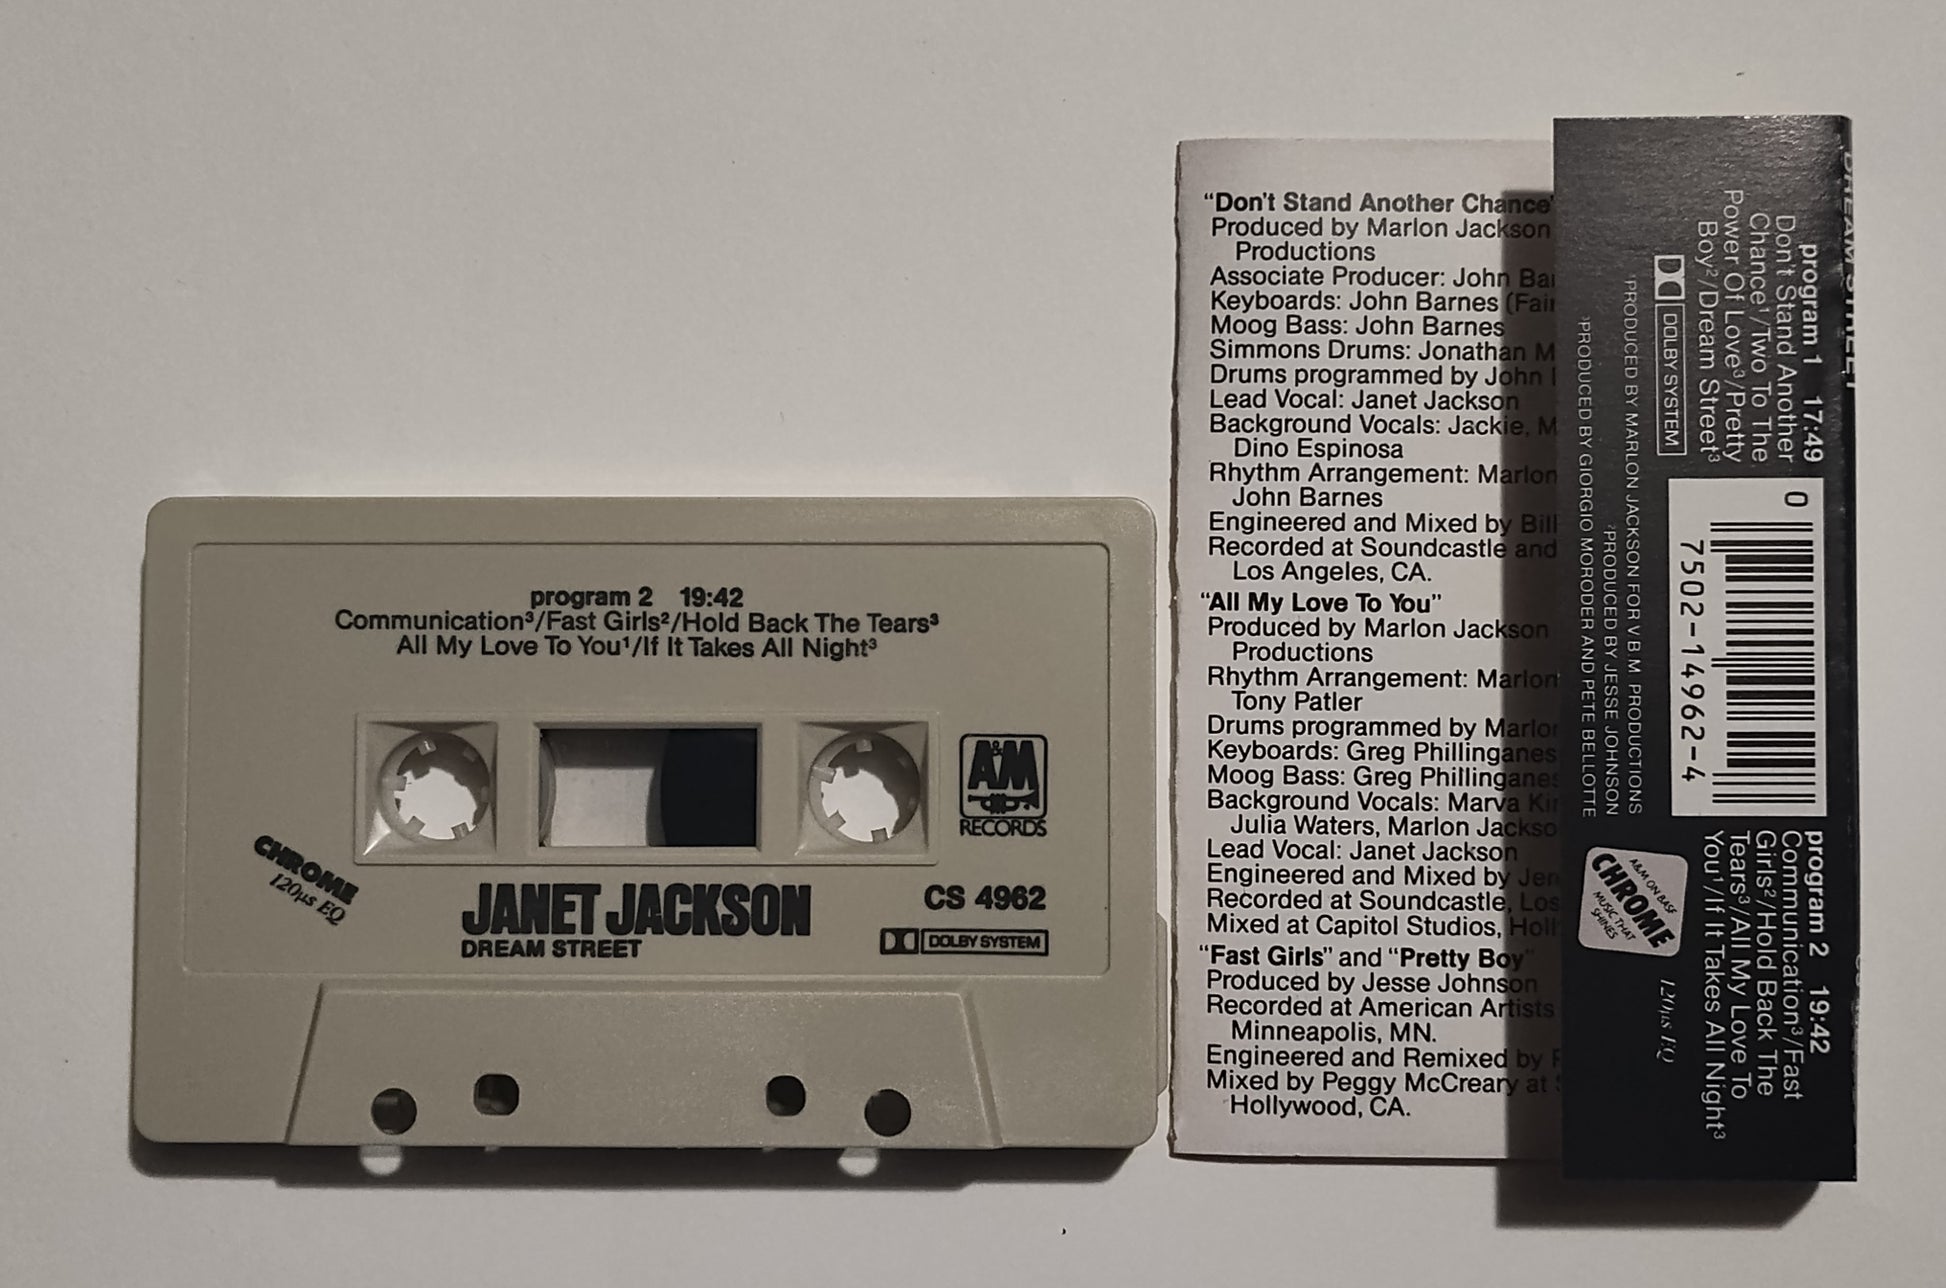 program 2 19:42
Communication³/Fast Girls²/Hold Back The Tears³
All My Love To You¹/If It Takes All Night³
A&M
RECORDS
CHROME
120µs EQ
JANET JACKSON
DREAM STREET
CS 4962
DOLBY SYSTEM
"Don't Stand Another Chance"
Produced by Marlon Jackson
Productions
Associate Producer: John
Keyboards: John Barnes
Moog Bass: John Barnes
Simmons Drums: Jonathan
Drums programmed by John
Lead Vocal: Janet Jackson
Background Vocals: Jackie,
Dino Espinosa
Rhythm Arrangement: Marlon
John Barnes
Engineered and Mixed by Bill
Recorded at Soundcastle and
Los Angeles, CA.
"All My Love To You"
Produced by Marlon Jackson
Productions
Rhythm Arrangement: Marlon
Tony Patler
Drums programmed by Marlon
Keyboards: Greg Phillinganes
Moog Bass: Greg Phillinganes
Background Vocals: Marva
Julia Waters, Marlon Jackson
Lead Vocal: Janet Jackson
Engineered and Mixed by
Recorded at Soundcastle, Los
Mixed at Capitol Studios,
"Fast Girls" and "Pretty Boy"
Produced by Jesse Johnson
Recorded at American Artists
Minneapolis, MN.
Engineered and Remixed by
Mixed by Peggy McCreary at
Hollywood, CA.
DREAM STREET
program 1 17:49
Don't Stand Another
Chance¹/Two To The
Power Of Love³/Pretty
Boy²/Dream Street³
DOLBY SYSTEM
¹PRODUCED BY MARLON JACKSON FOR V.B.M. PRODUCTIONS
²PRODUCED BY JESSE JOHNSON
³PRODUCED BY GIORGIO MORODER AND PETE BELLOTTE
0 7502-14962-4
program 2 19:42
Communication³/Fast
Girls²/Hold Back The
Tears³/All My Love To
You¹/If It Takes All Night³
A&M ON BASF
CHROME
MUSIC THAT
SHINES
120µs EQ